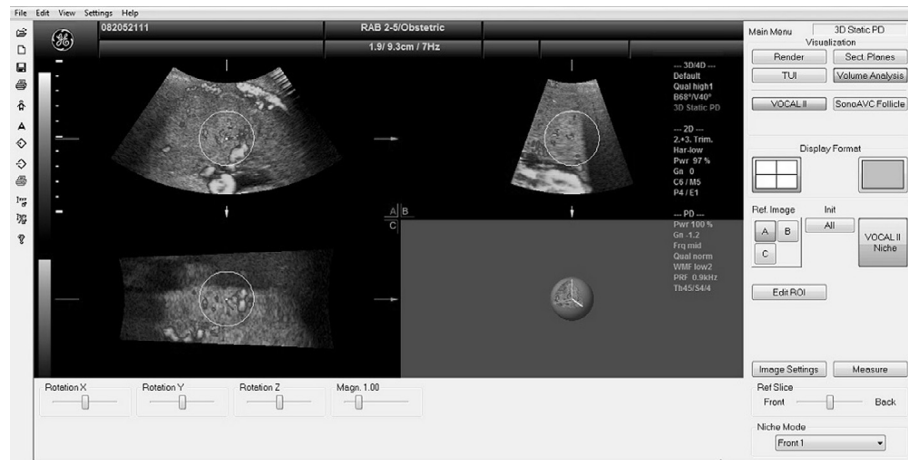 File Edit View Settings Help
082052111
RAB 2-5/Obstetric
1.9/ 9.3cm / 7Hz
--- 3D/4D ---
Default
Qual high1
B68°/V40°
3D Static PD
--- 2D ---
2.+3. Trim.
Har-low
Pwr 97 %
Gn 0
C6 / M5
P4 / E1
--- PD ---
Pwr 100 %
Gn -1.2
Frq mid
Qual norm
WMF low2
PRF 0.9kHz
Th45/S4/4
A B
C
Main Menu 3D Static PD
Visualization
Render Sect. Planes
TUI Volume Analysis
VOCAL II SonoAVC Follicle
Display Format
Ref. Image Init
A B All
C
VOCAL II
Niche
Edit ROI
Image Settings Measure
Ref Slice
Front Back
Niche Mode
Front 1
Rotation X Rotation Y Rotation Z Magn. 1.00